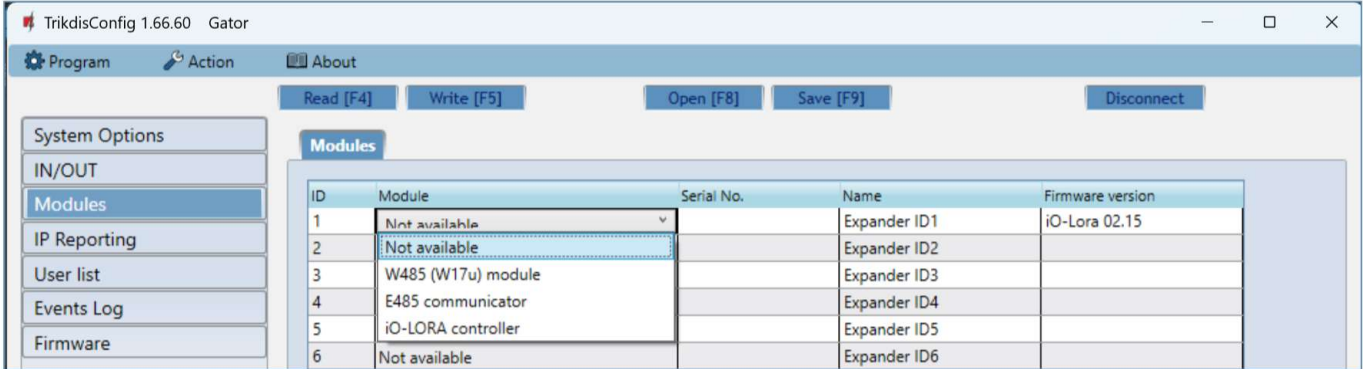 TrikdisConfig 1.66.60 Gator
Program Action About
Read [F4] Write [F5] Open [F8] Save [F9] Disconnect
System Options
IN/OUT
Modules
IP Reporting
User list
Events Log
Firmware
Modules
ID Module Serial No. Name Firmware version
1 Not available Expander ID1 iO-Lora 02.15
2 Not available Expander ID2
3 W485 (W17u) module Expander ID3
4 E485 communicator Expander ID4
5 iO-LORA controller Expander ID5
6 Not available Expander ID6